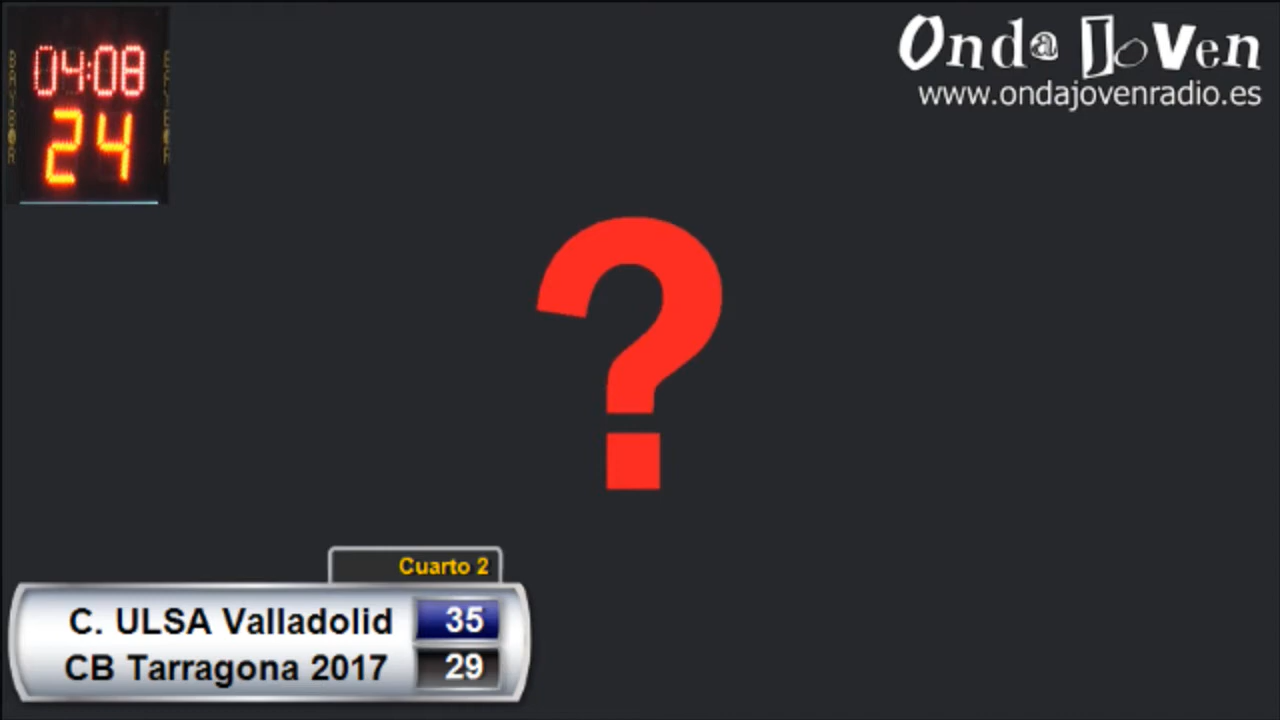 04:08
24
Onda Joven
www.ondajovenradio.es
?
Cuarto 2
C. ULSA Valladolid 35
CB Tarragona 2017 29